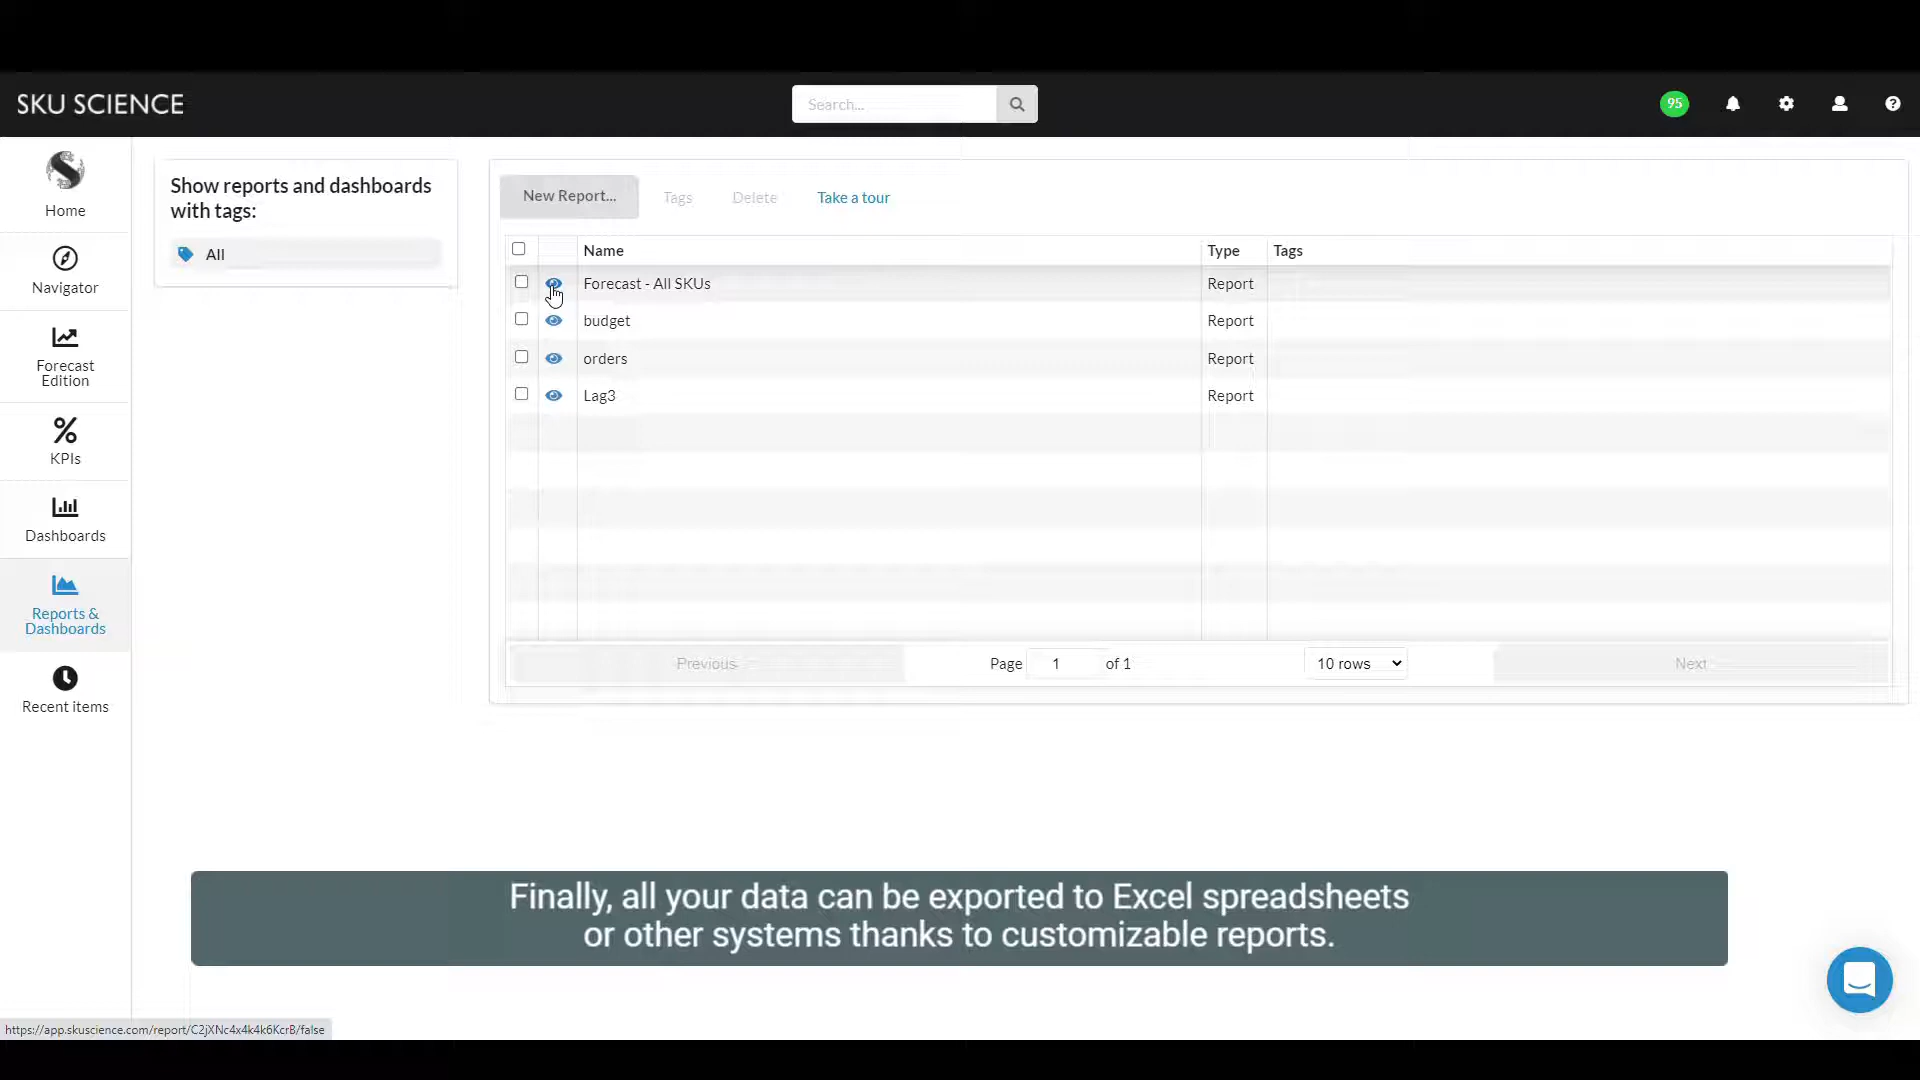 SKU SCIENCE
Search...
95
Home
Navigator
Forecast
Edition
KPIs
Dashboards
Reports &
Dashboards
Recent items
Show reports and dashboards
with tags:
All
New Report...
Tags
Delete
Take a tour
Name
Type
Tags
Forecast - All SKUs
Report
budget
Report
orders
Report
Lag3
Report
Previous
Page
1
of 1
10 rows
Next
Finally, all your data can be exported to Excel spreadsheets
or other systems thanks to customizable reports.
https://app.skuscience.com/report/C2jXNc4x4k4k6KcrB/false